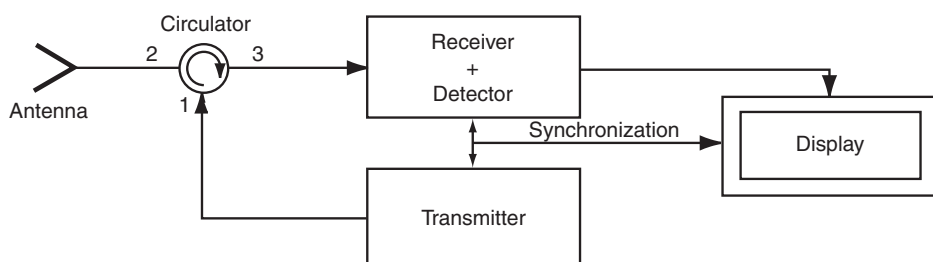 Circulator
2
3
1
Antenna
Receiver
+
Detector
Synchronization
Display
Transmitter